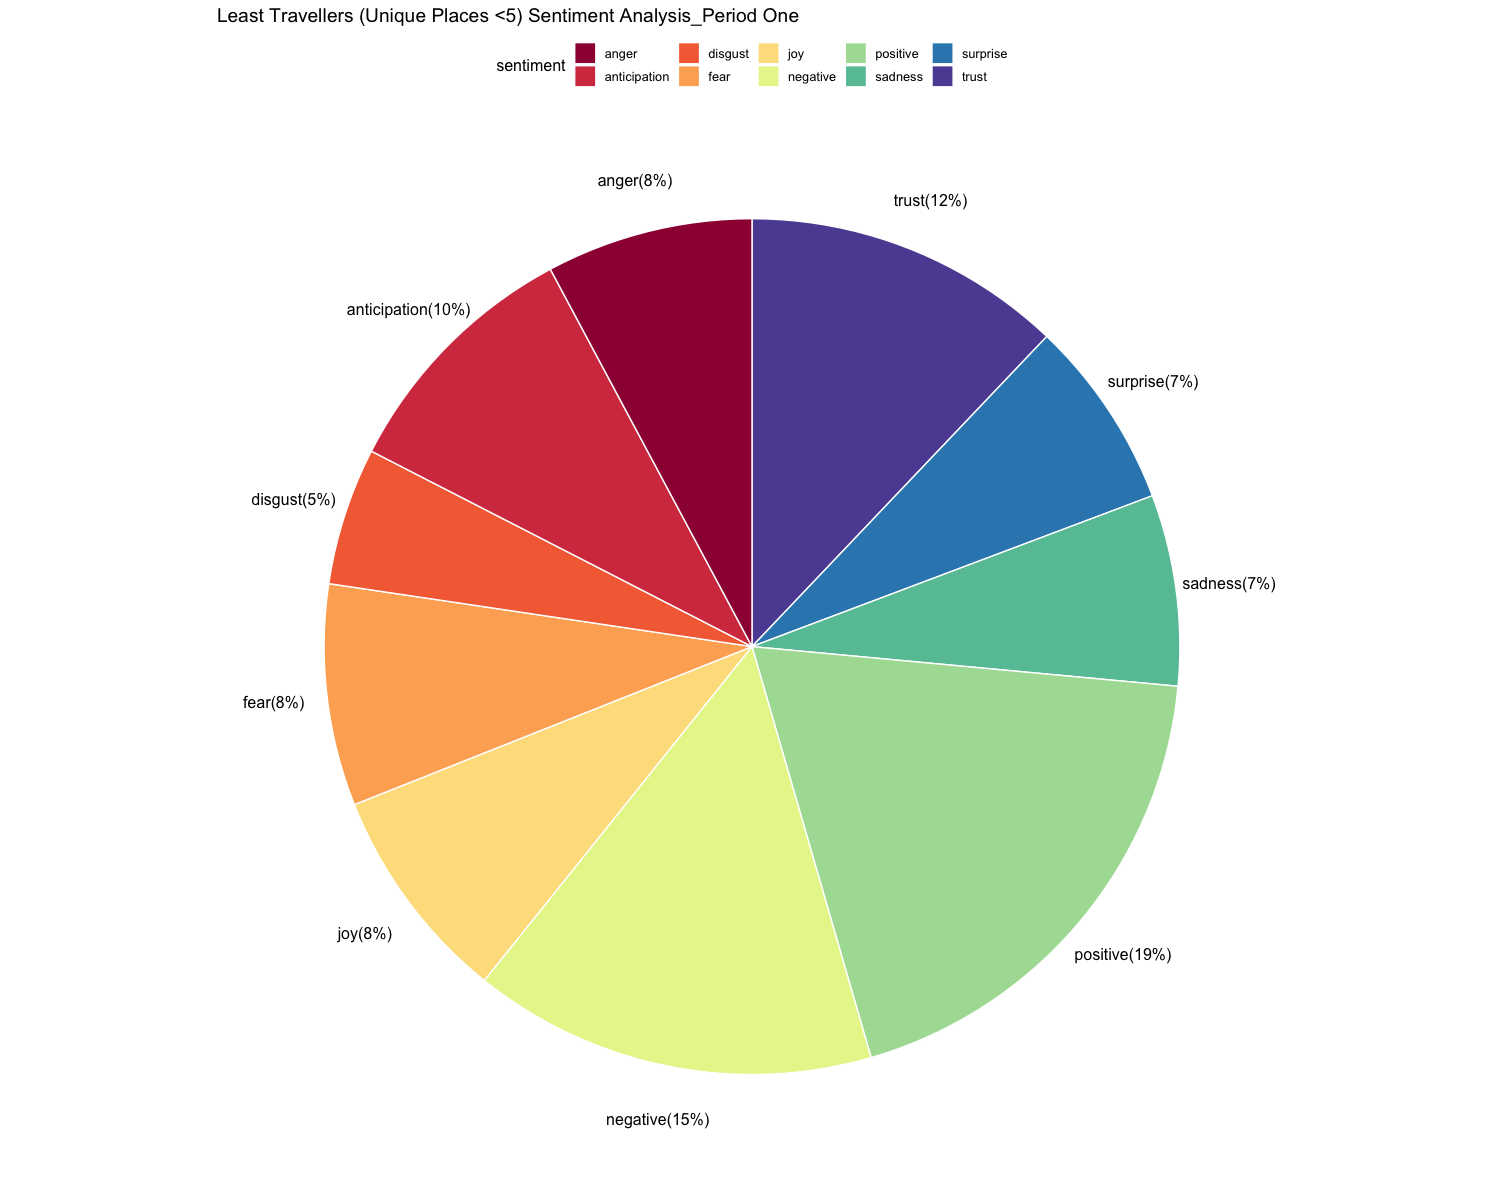 Least Travellers (Unique Places <5) Sentiment Analysis_Period One
sentiment
anger
disgust
joy
positive
surprise
anticipation
fear
negative
sadness
trust
anger(8%)
trust(12%)
anticipation(10%)
surprise(7%)
disgust(5%)
sadness(7%)
fear(8%)
joy(8%)
positive(19%)
negative(15%)